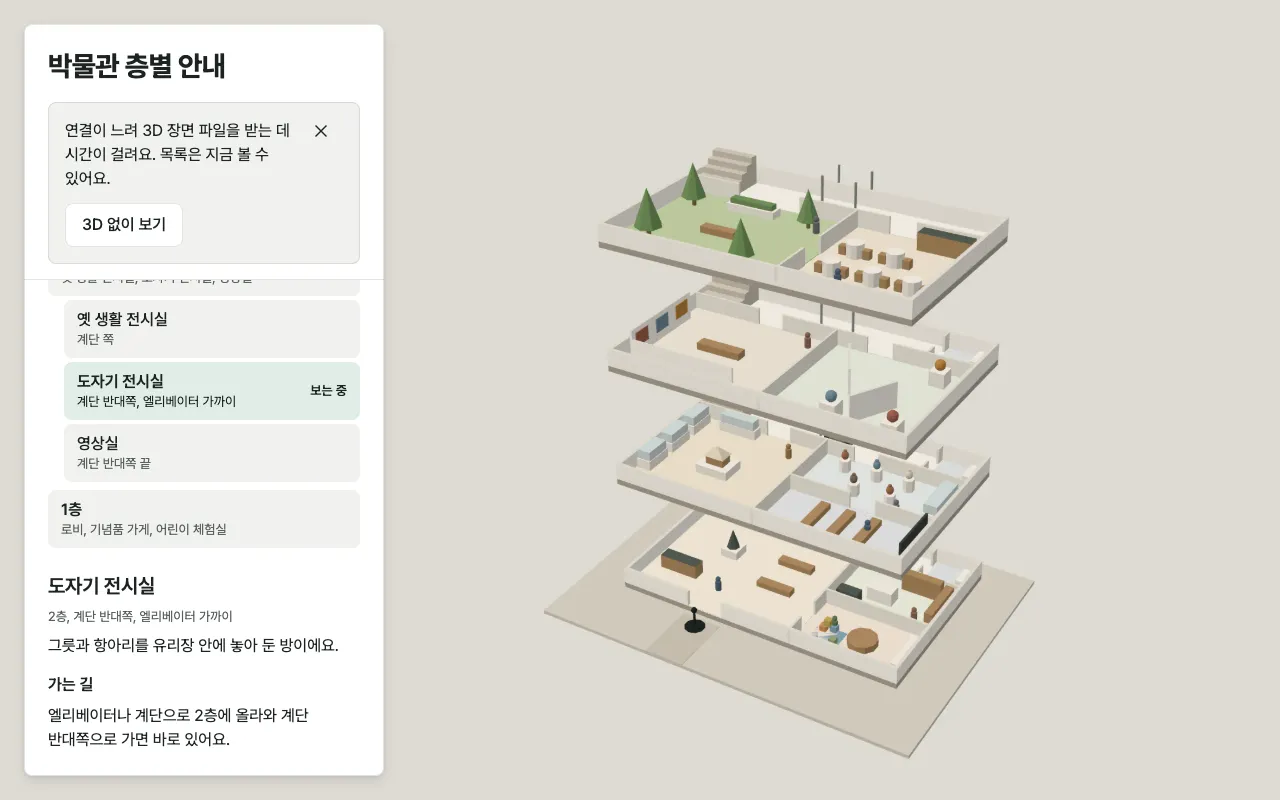 박물관 층별 안내
연결이 느려 3D 장면 파일을 받는 데
시간이 걸려요. 목록은 지금 볼 수
있어요.
3D 없이 보기
옛 생활 전시실
계단 쪽
도자기 전시실
계단 반대쪽, 엘리베이터 가까이
보는 중
영상실
계단 반대쪽 끝
1층
로비, 기념품 가게, 어린이 체험실
도자기 전시실
2층, 계단 반대쪽, 엘리베이터 가까이
그릇과 항아리를 유리장 안에 놓아 둔 방이에요.
가는 길
엘리베이터나 계단으로 2층에 올라와 계단
반대쪽으로 가면 바로 있어요.